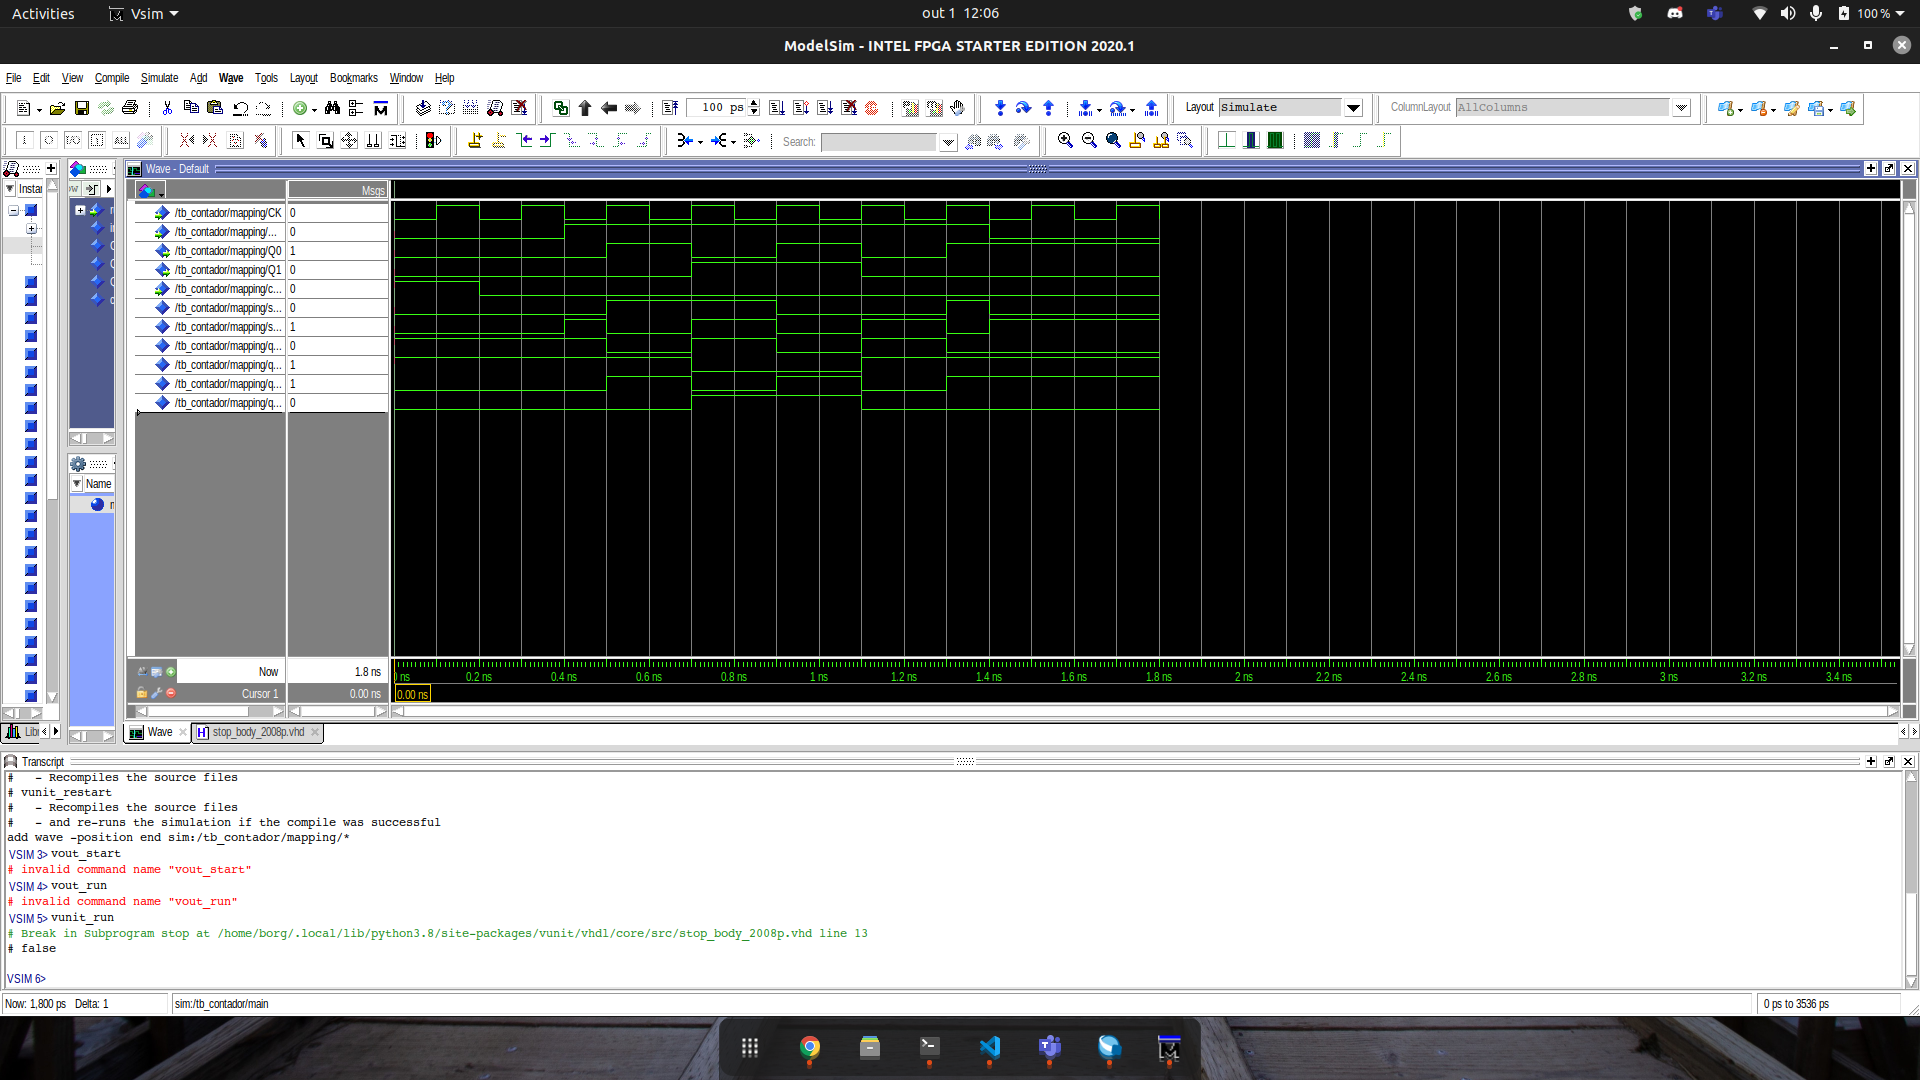 Activities
Vsim
out 1 12:06
100 %
ModelSim - INTEL FPGA STARTER EDITION 2020.1
File Edit View Compile Simulate Add Wave Tools Layout Bookmarks Window Help
100 ps
Layout Simulate
ColumnLayout AllColumns
Search:
Wave - Default
Instar
Msgs
/tb_contador/mapping/CK 0
/tb_contador/mapping/... 0
/tb_contador/mapping/Q0 1
/tb_contador/mapping/Q1 0
/tb_contador/mapping/c... 0
/tb_contador/mapping/s... 0
/tb_contador/mapping/s... 1
/tb_contador/mapping/q... 0
/tb_contador/mapping/q... 1
/tb_contador/mapping/q... 1
/tb_contador/mapping/q... 0
Name
Now 1.8 ns
0.2 ns 0.4 ns 0.6 ns 0.8 ns 1 ns 1.2 ns 1.4 ns 1.6 ns 1.8 ns 2 ns 2.2 ns 2.4 ns 2.6 ns 2.8 ns 3 ns 3.2 ns 3.4 ns
Cursor 1 0.00 ns
0.00 ns
Wave
stop_body_2008p.vhd
Transcript
# - Recompiles the source files
# vunit_restart
# - Recompiles the source files
# - and re-runs the simulation if the compile was successful
add wave -position end sim:/tb_contador/mapping/*
VSIM 3> vout_start
# invalid command name "vout_start"
VSIM 4> vout_run
# invalid command name "vout_run"
VSIM 5> vunit_run
# Break in Subprogram stop at /home/borg/.local/lib/python3.8/site-packages/vunit/vhdl/core/src/stop_body_2008p.vhd line 13
# false
VSIM 6>
Now: 1,800 ps Delta: 1
sim:/tb_contador/main
0 ps to 3536 ps